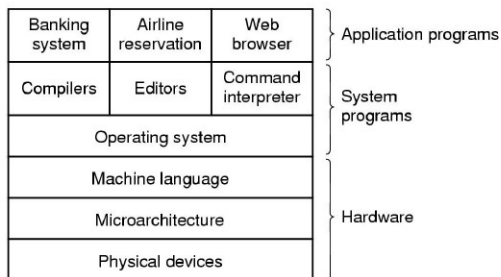 Banking system
Airline reservation
Web browser
Application programs
Compilers
Editors
Command interpreter
System programs
Operating system
Machine language
Microarchitecture
Hardware
Physical devices